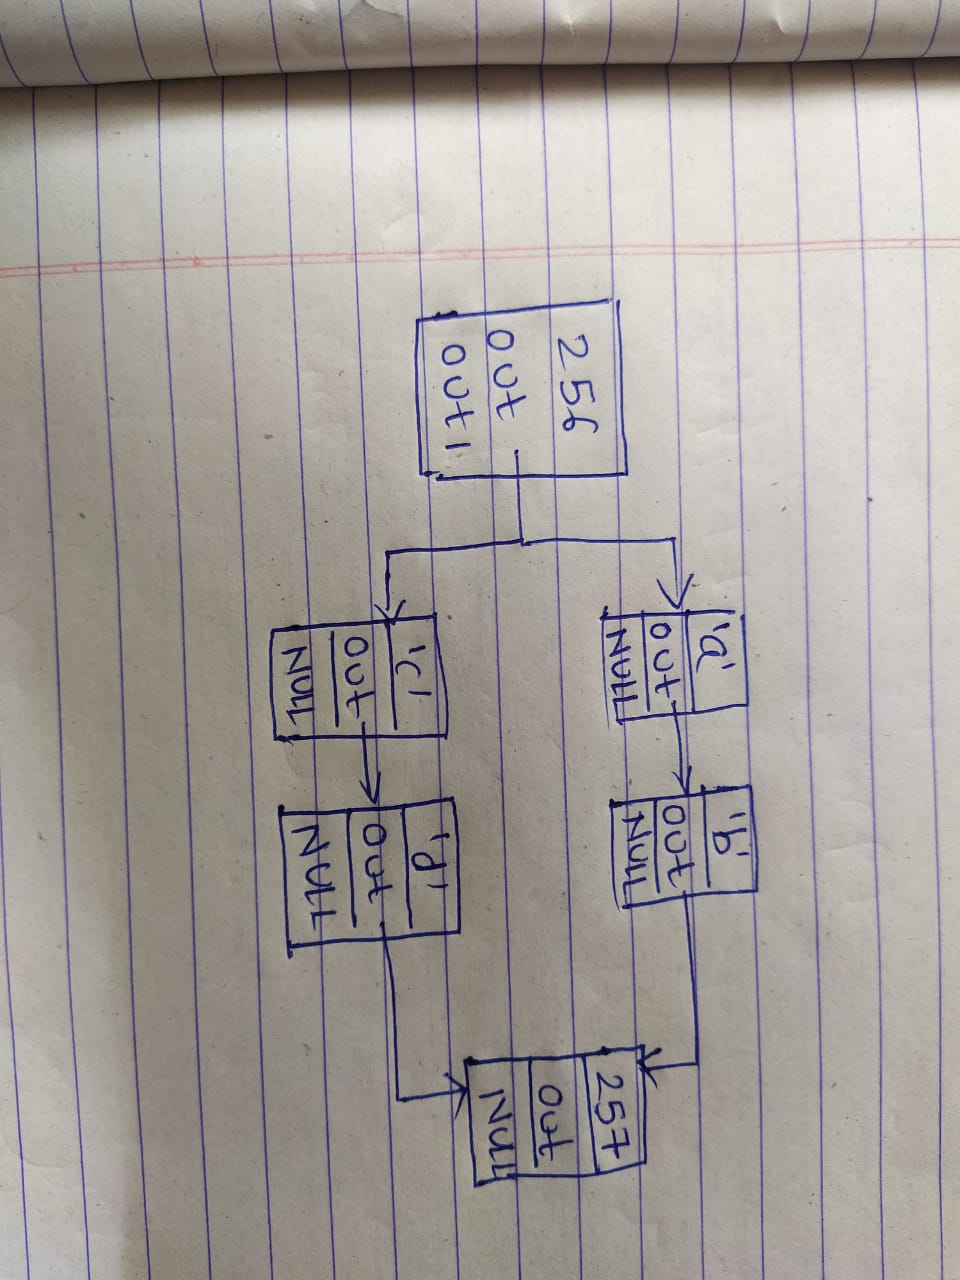 256
out
out1
'a'
out
NULL
'b'
out
NULL
'c'
out
NULL
'd'
out
NULL
257
out
NULL